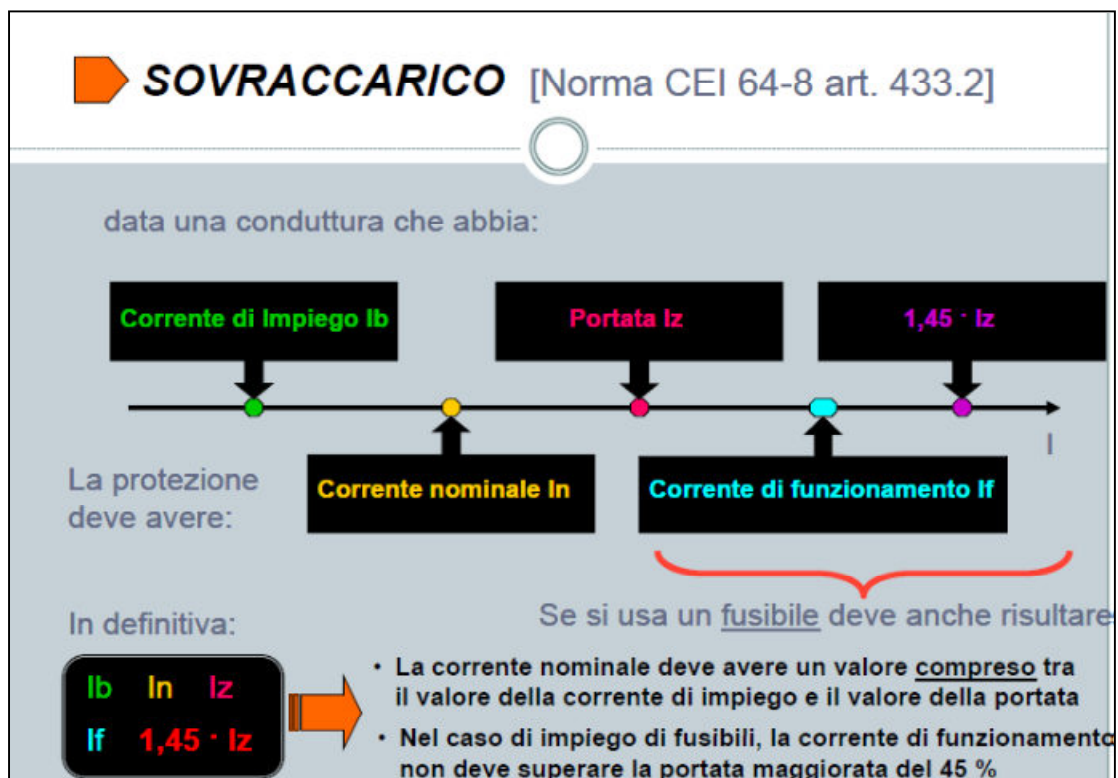 SOVRACCARICO [Norma CEI 64-8 art. 433.2]
data una conduttura che abbia:
Corrente di Impiego Ib
Portata Iz
1,45 · Iz
I
La protezione
deve avere:
Corrente nominale In
Corrente di funzionamento If
Se si usa un fusibile deve anche risultare
In definitiva:
Ib In Iz
If 1,45 · Iz
• La corrente nominale deve avere un valore compreso tra
il valore della corrente di impiego e il valore della portata
• Nel caso di impiego di fusibili, la corrente di funzionamento
non deve superare la portata maggiorata del 45 %